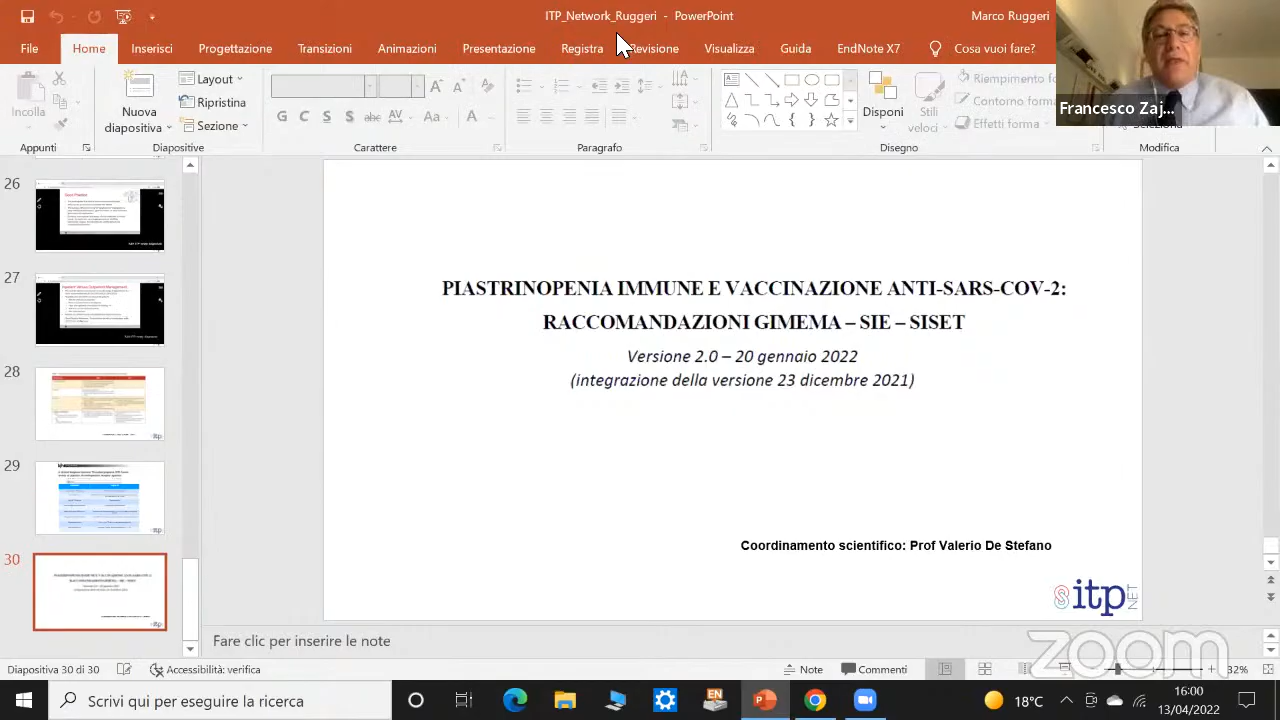 ITP_Network_Ruggeri - PowerPoint
Marco Ruggeri
File Home Inserisci Progettazione Transizioni Animazioni Presentazione Registra Revisione Visualizza Guida EndNote X7 Cosa vuoi fare?
Incolla
Nuova
diapositiva
Layout
Ripristina
Sezione
Disponi
Stili
veloci
Riempimento fo
Contorno forma
Effetti forma
Francesco Zaj...
Appunti Diapositive Carattere Paragrafo Disegno Modifica
26
27
28
29
30
PIASTRINOPENIA IMMUNE E VACCINAZIONE ANTI-SARS-COV-2:
RACCOMANDAZIONI GIMEMA – SIE – SISET
Versione 2.0 – 20 gennaio 2022
(integrazione della versione 23 dicembre 2021)
Coordinamento scientifico: Prof Valerio De Stefano
itp NET
Fare clic per inserire le note
zoom
Diapositiva 30 di 30 Accessibilità: verifica Note Commenti 32%
Scrivi qui per eseguire la ricerca
EN
18°C
16:00
13/04/2022